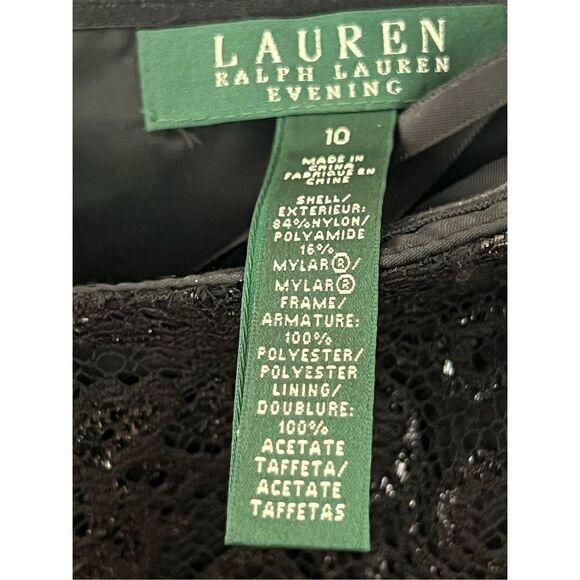 LAUREN
RALPH LAUREN
EVENING
10
MADE IN
CHINA
FABRIQUE EN
CHINE
SHELL/
EXTERIEUR:
84% NYLON/
POLYAMIDE
16%
MYLAR®/
MYLAR®
FRAME/
ARMATURE:
100%
POLYESTER/
POLYESTER
LINING/
DOUBLURE:
100%
ACETATE
TAFFETA/
ACETATE
TAFFETAS